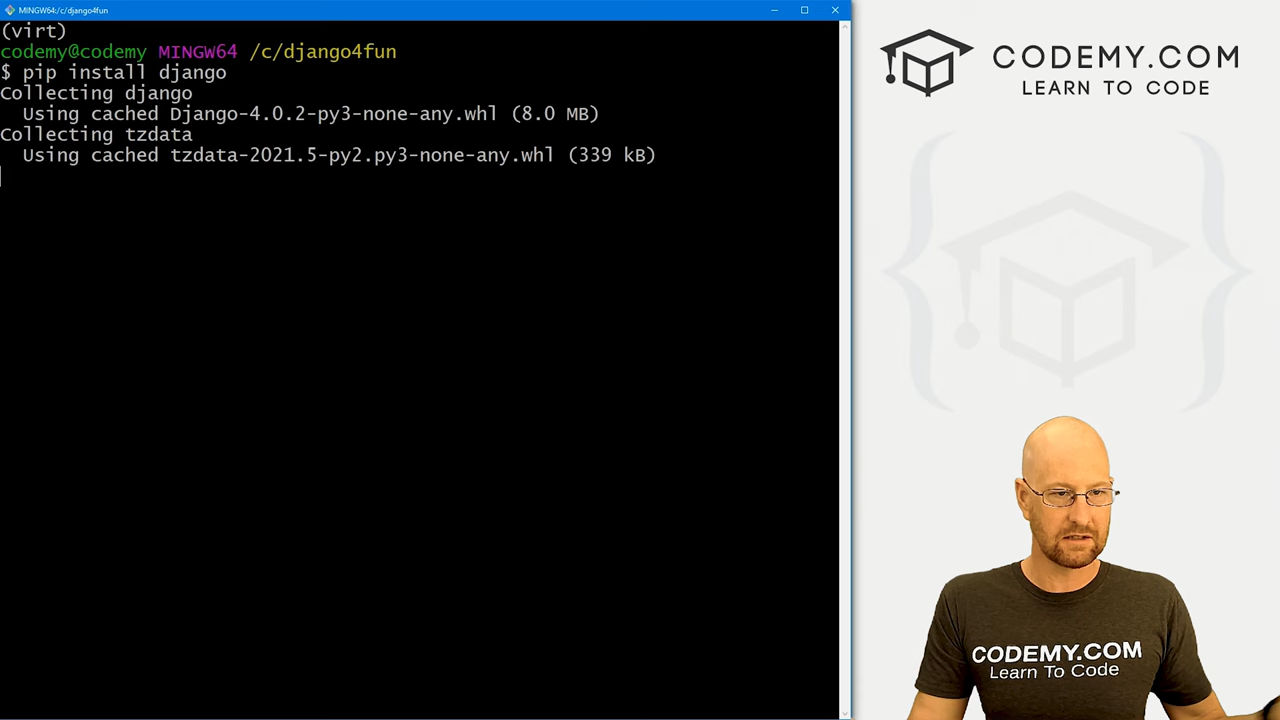 MINGW64:/c/django4fun
(virt)
codemy@codemy MINGW64 /c/django4fun
$ pip install django
Collecting django
Using cached Django-4.0.2-py3-none-any.whl (8.0 MB)
Collecting tzdata
Using cached tzdata-2021.5-py2.py3-none-any.whl (339 kB)
CODEMY.COM
LEARN TO CODE
CODEMY.COM
Learn To Code